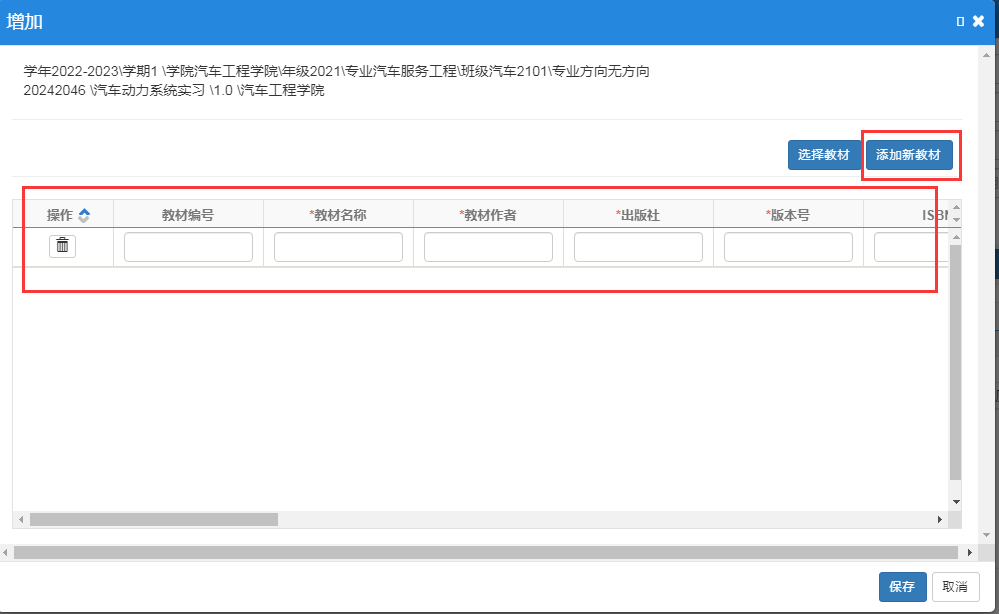 增加
学年2022-2023\学期1 \学院汽车工程学院\年级2021\专业汽车服务工程\班级汽车2101\专业方向无方向
20242046 \汽车动力系统实习 \1.0 \汽车工程学院
选择教材 添加新教材
操作 教材编号 *教材名称 *教材作者 *出版社 *版本号 ISB
保存 取消